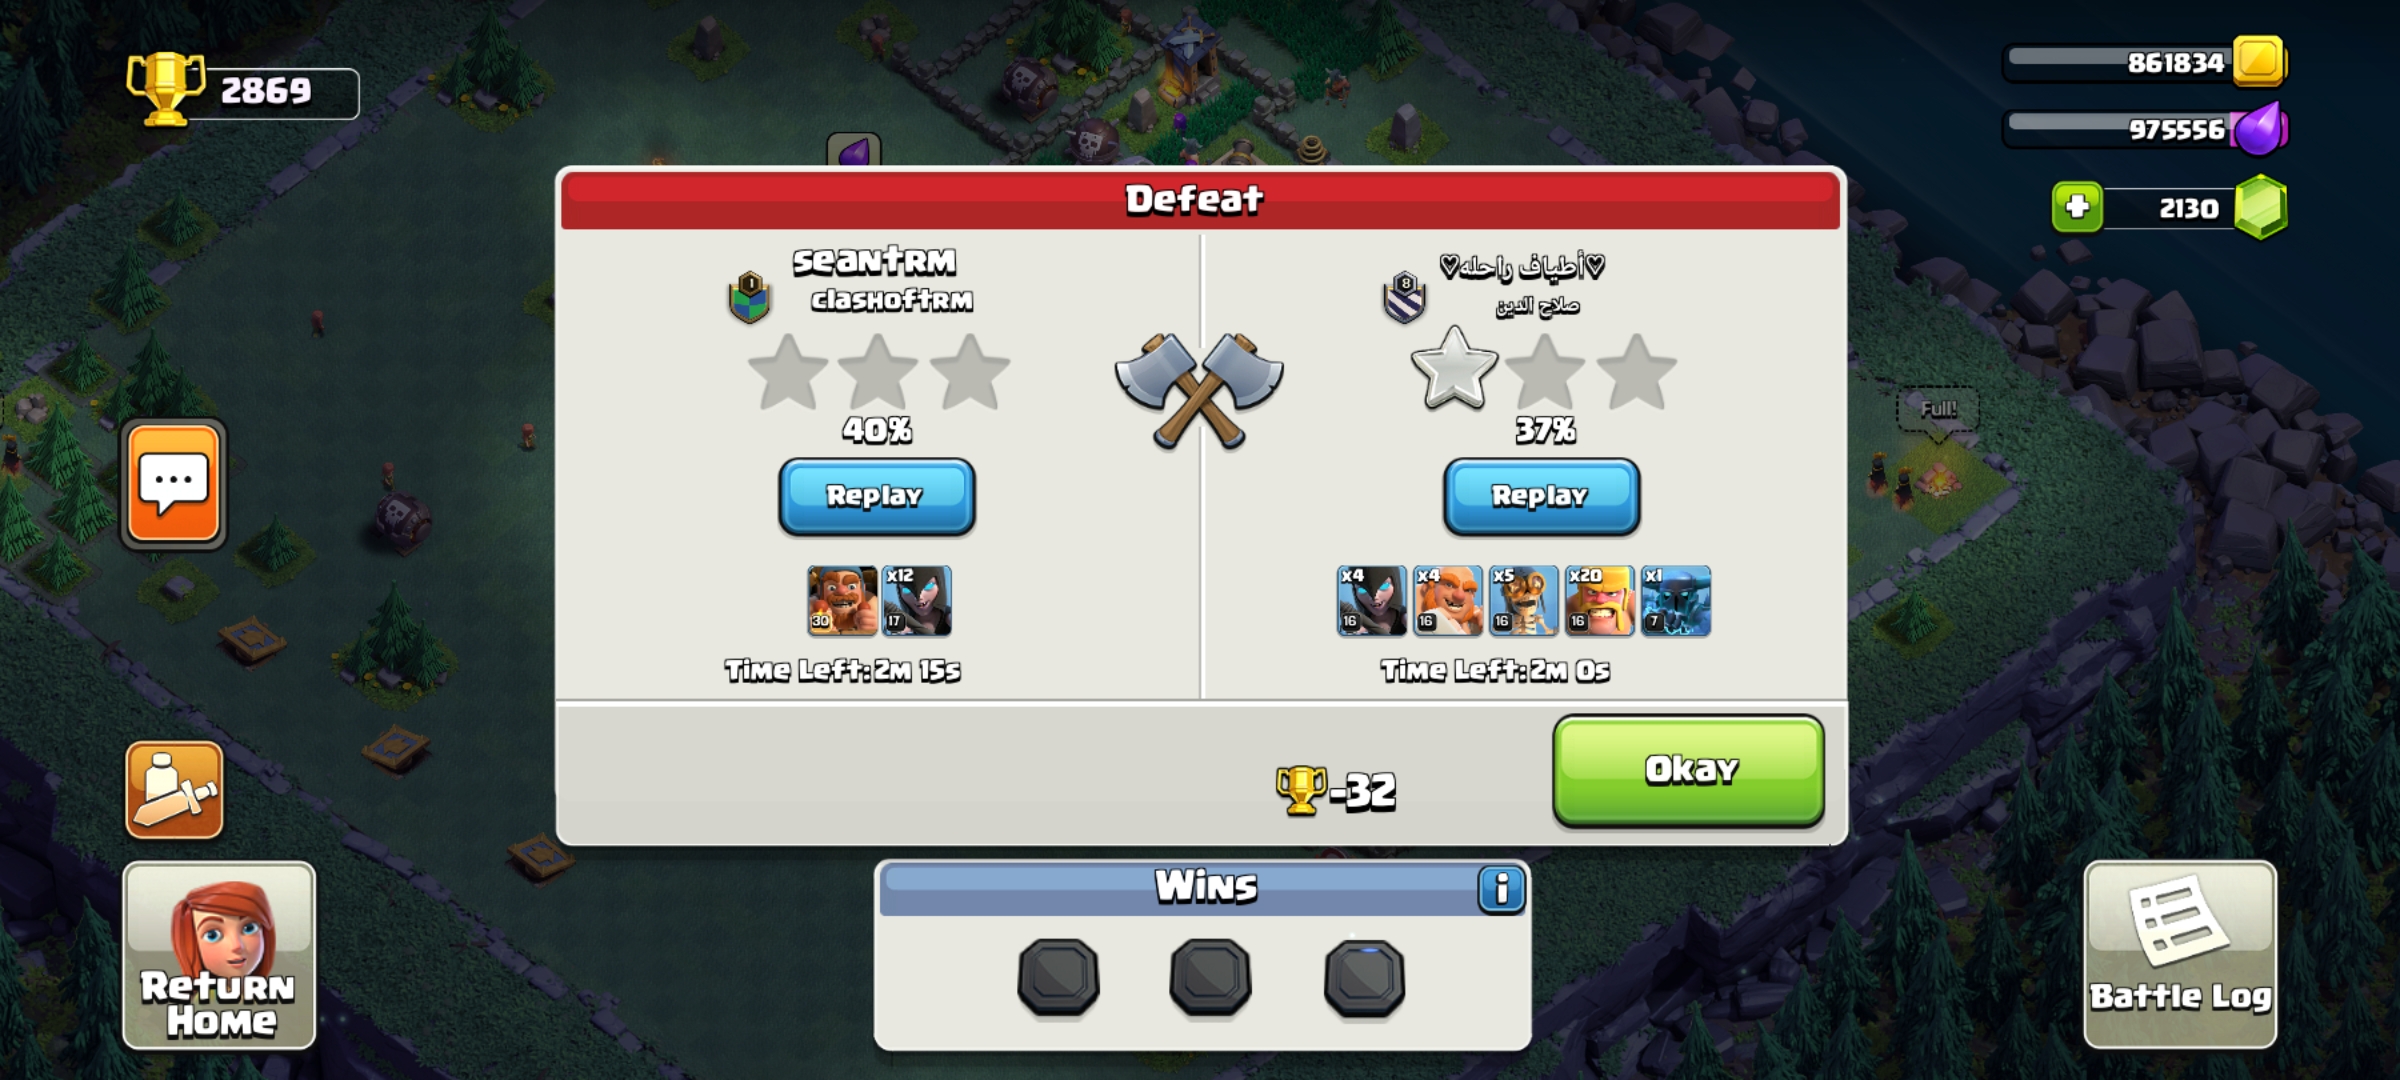 2869
861834
975556
2130
Defeat
seantrm
clashoftrm
1
40%
Replay
30
x12
17
Time Left: 2m 15s
♡أطياف راحله♡
صلاح الدين
8
37%
Replay
x4
16
x4
16
x5
16
x20
16
x1
7
Time Left: 2m 0s
Full!
-32
Okay
Wins
i
Return
Home
Battle Log